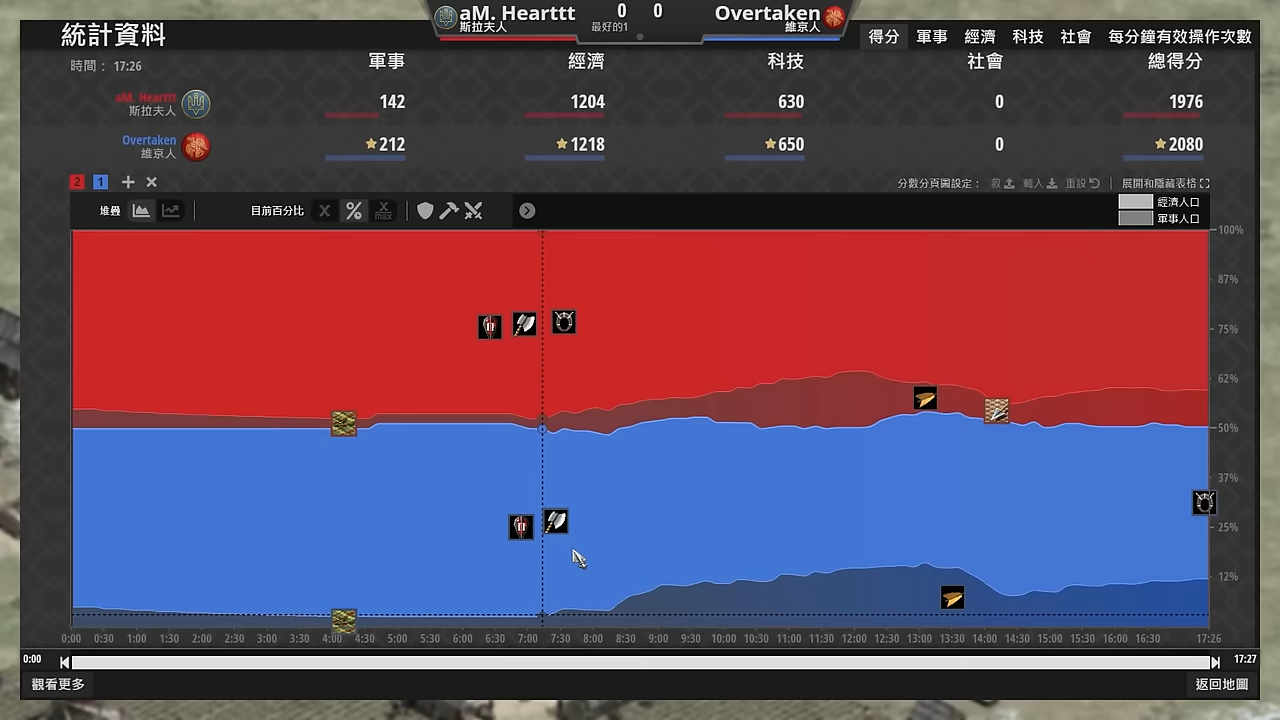 aM. Hearttt 0 0 Overtaken
斯拉夫人 最好的1 維京人
統計資料
得分 軍事 經濟 科技 社會 每分鐘有效操作次數
時間： 17:26
軍事 經濟 科技 社會 總得分
aM. Hearttt
斯拉夫人
142 1204 630 0 1976
Overtaken
維京人
212 1218 650 0 2080
2 1
分數分頁圖設定： 載入 重設 展開和隱藏表格
堆疊 目前百分比 X % X max
經濟人口
軍事人口
100%
87%
75%
62%
50%
37%
25%
12%
0:00 0:30 1:00 1:30 2:00 2:30 3:00 3:30 4:00 4:30 5:00 5:30 6:00 6:30 7:00 7:30 8:00 8:30 9:00 9:30 10:00 10:30 11:00 11:30 12:00 12:30 13:00 13:30 14:00 14:30 15:00 15:30 16:00 16:30 17:26
0:00 17:27
觀看更多 返回地圖